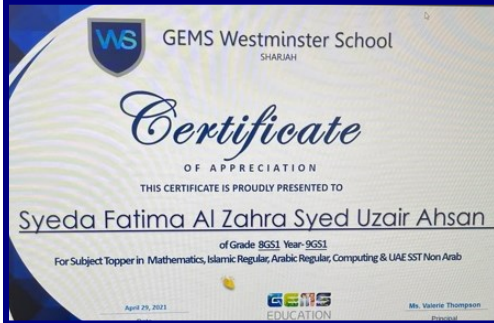 WS
GEMS Westminster School
SHARJAH
Certificate
OF APPRECIATION
THIS CERTIFICATE IS PROUDLY PRESENTED TO
Syeda Fatima Al Zahra Syed Uzair Ahsan
of Grade 8GS1 Year- 9GS1
For Subject Topper in Mathematics, Islamic Regular, Arabic Regular, Computing & UAE SST Non Arab
April 29, 2021
GEMS
EDUCATION
Ms. Valerie Thompson
Principal